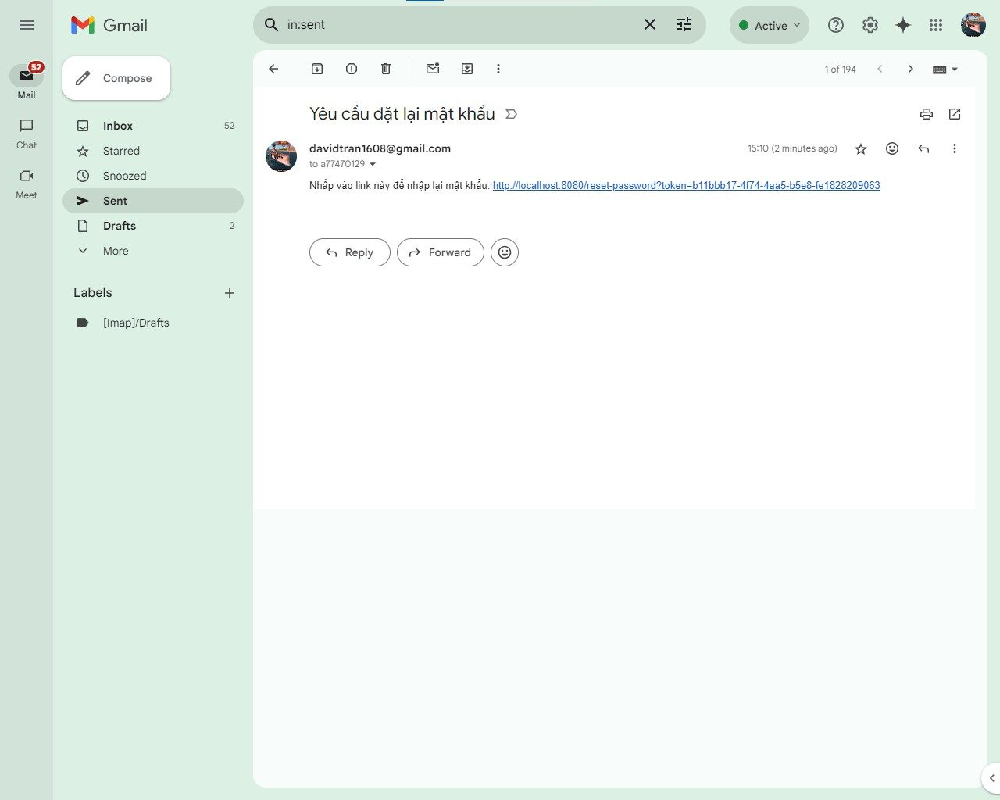 Gmail
in:sent
Active
52
Mail
Chat
Meet
Compose
Inbox 52
Starred
Snoozed
Sent
Drafts 2
More
Labels
[Imap]/Drafts
1 of 194
Yêu cầu đặt lại mật khẩu
davidtran1608@gmail.com
15:10 (2 minutes ago)
to a77470129
Nhấp vào link này để nhập lại mật khẩu: http://localhost:8080/reset-password?token=b11bbb17-4f74-4aa5-b5e8-fe1828209063
Reply
Forward